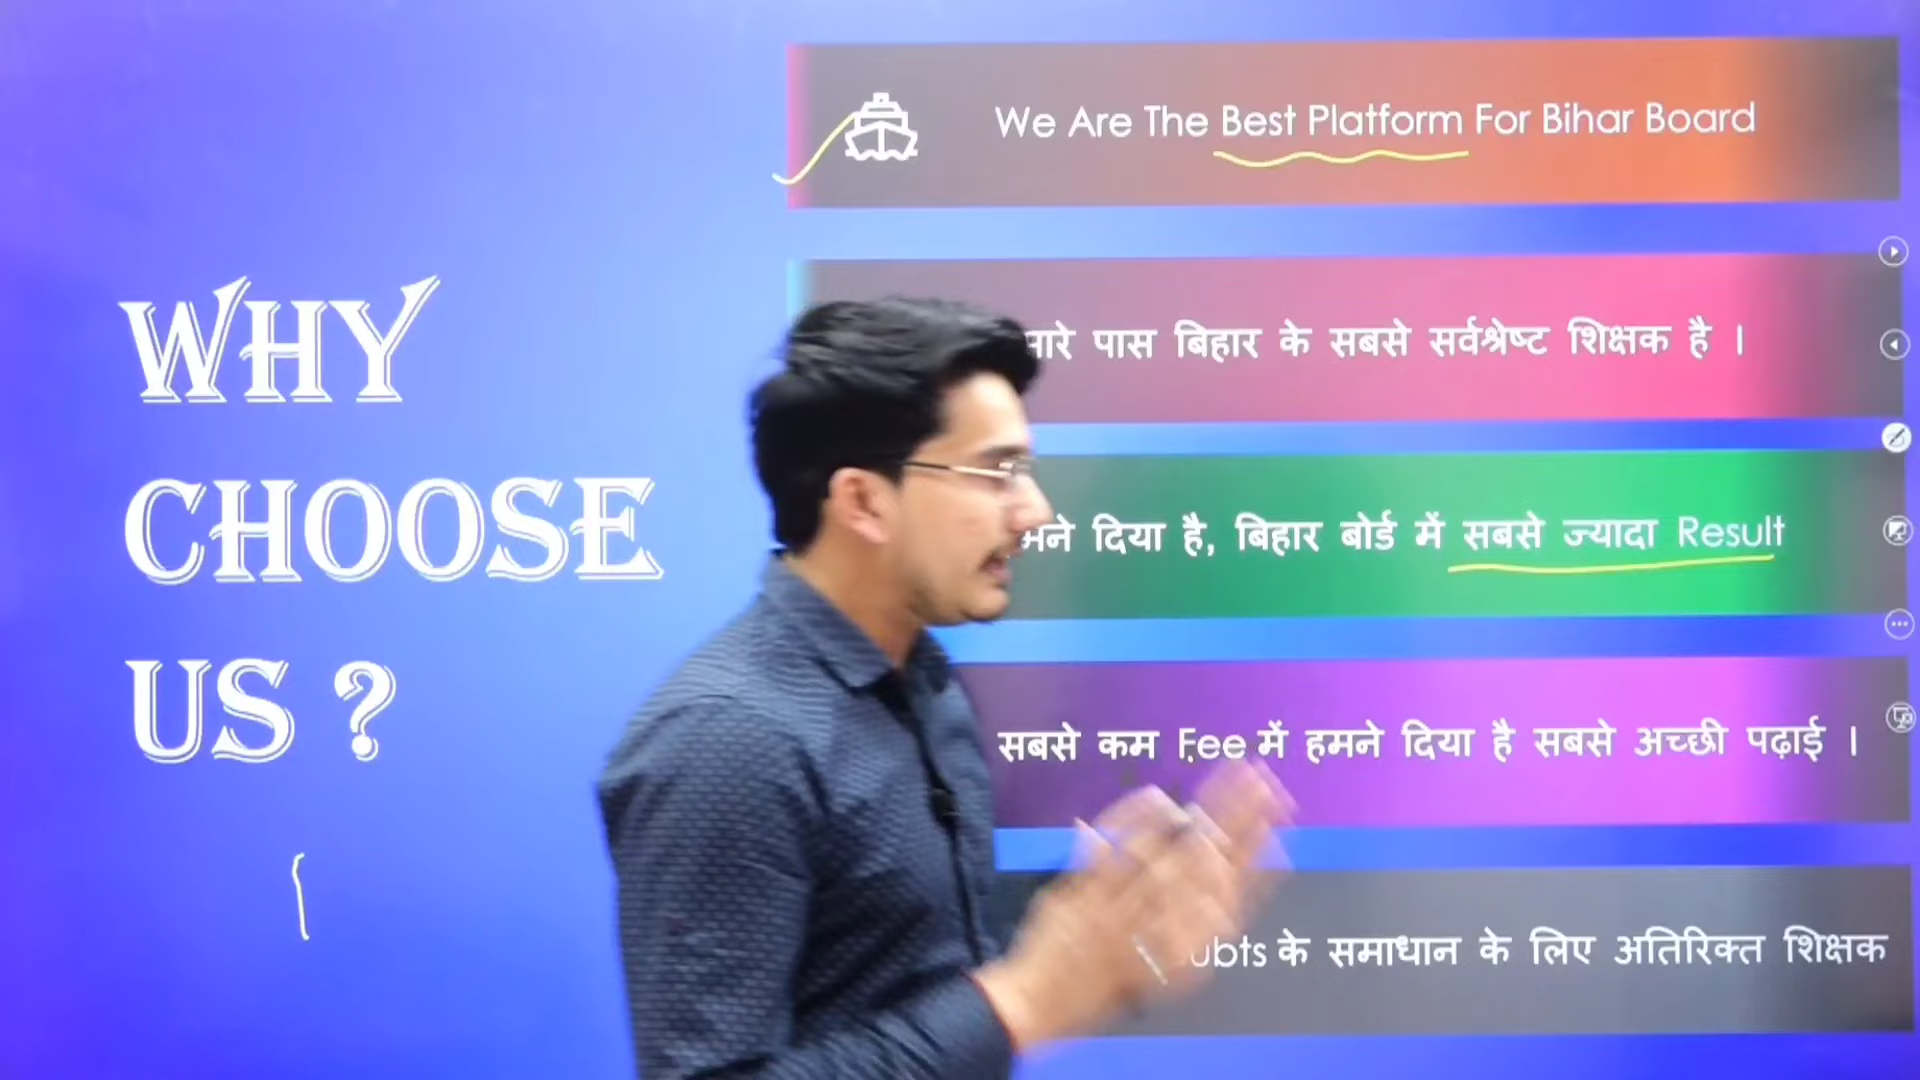 We Are The Best Platform For Bihar Board
WHY
CHOOSE
US ?
पास बिहार के सबसे सर्वश्रेष्ट शिक्षक है ।
दिया है, बिहार बोर्ड में सबसे ज्यादा Result
सबसे कम Fee में हमने दिया है सबसे अच्छी पढ़ाई ।
के समाधान के लिए अतिरिक्त शिक्षक